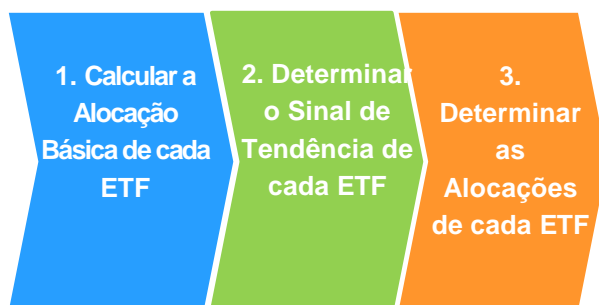 1. Calcular a
Alocação
Básica de cada
ETF
2. Determinar
o Sinal de
Tendência de
cada ETF
3.
Determinar
as
Alocações
de cada ETF